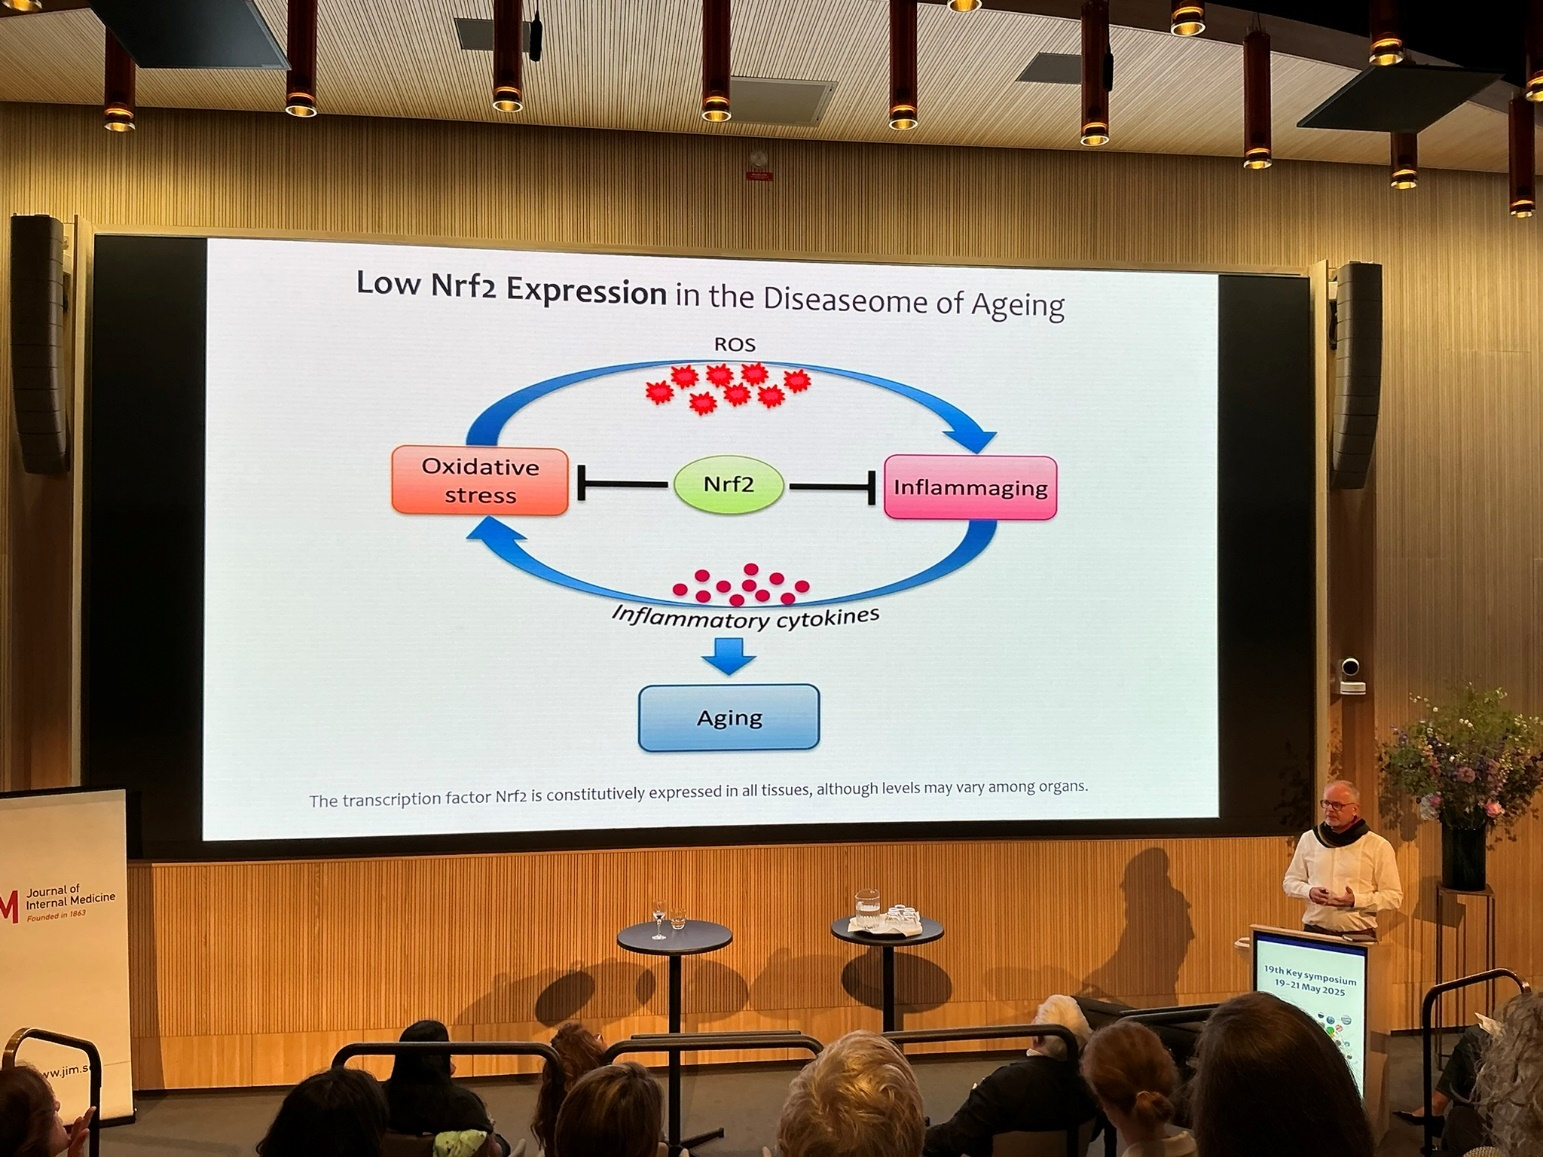 Low Nrf2 Expression in the Diseaseome of Ageing
ROS
Oxidative
stress
Nrf2
Inflammaging
Inflammatory cytokines
Aging
The transcription factor Nrf2 is constitutively expressed in all tissues, although levels may vary among organs.
M
Journal of
Internal Medicine
Founded in 1863
ww.jim.s
19th Key symposium
19–21 May 2025